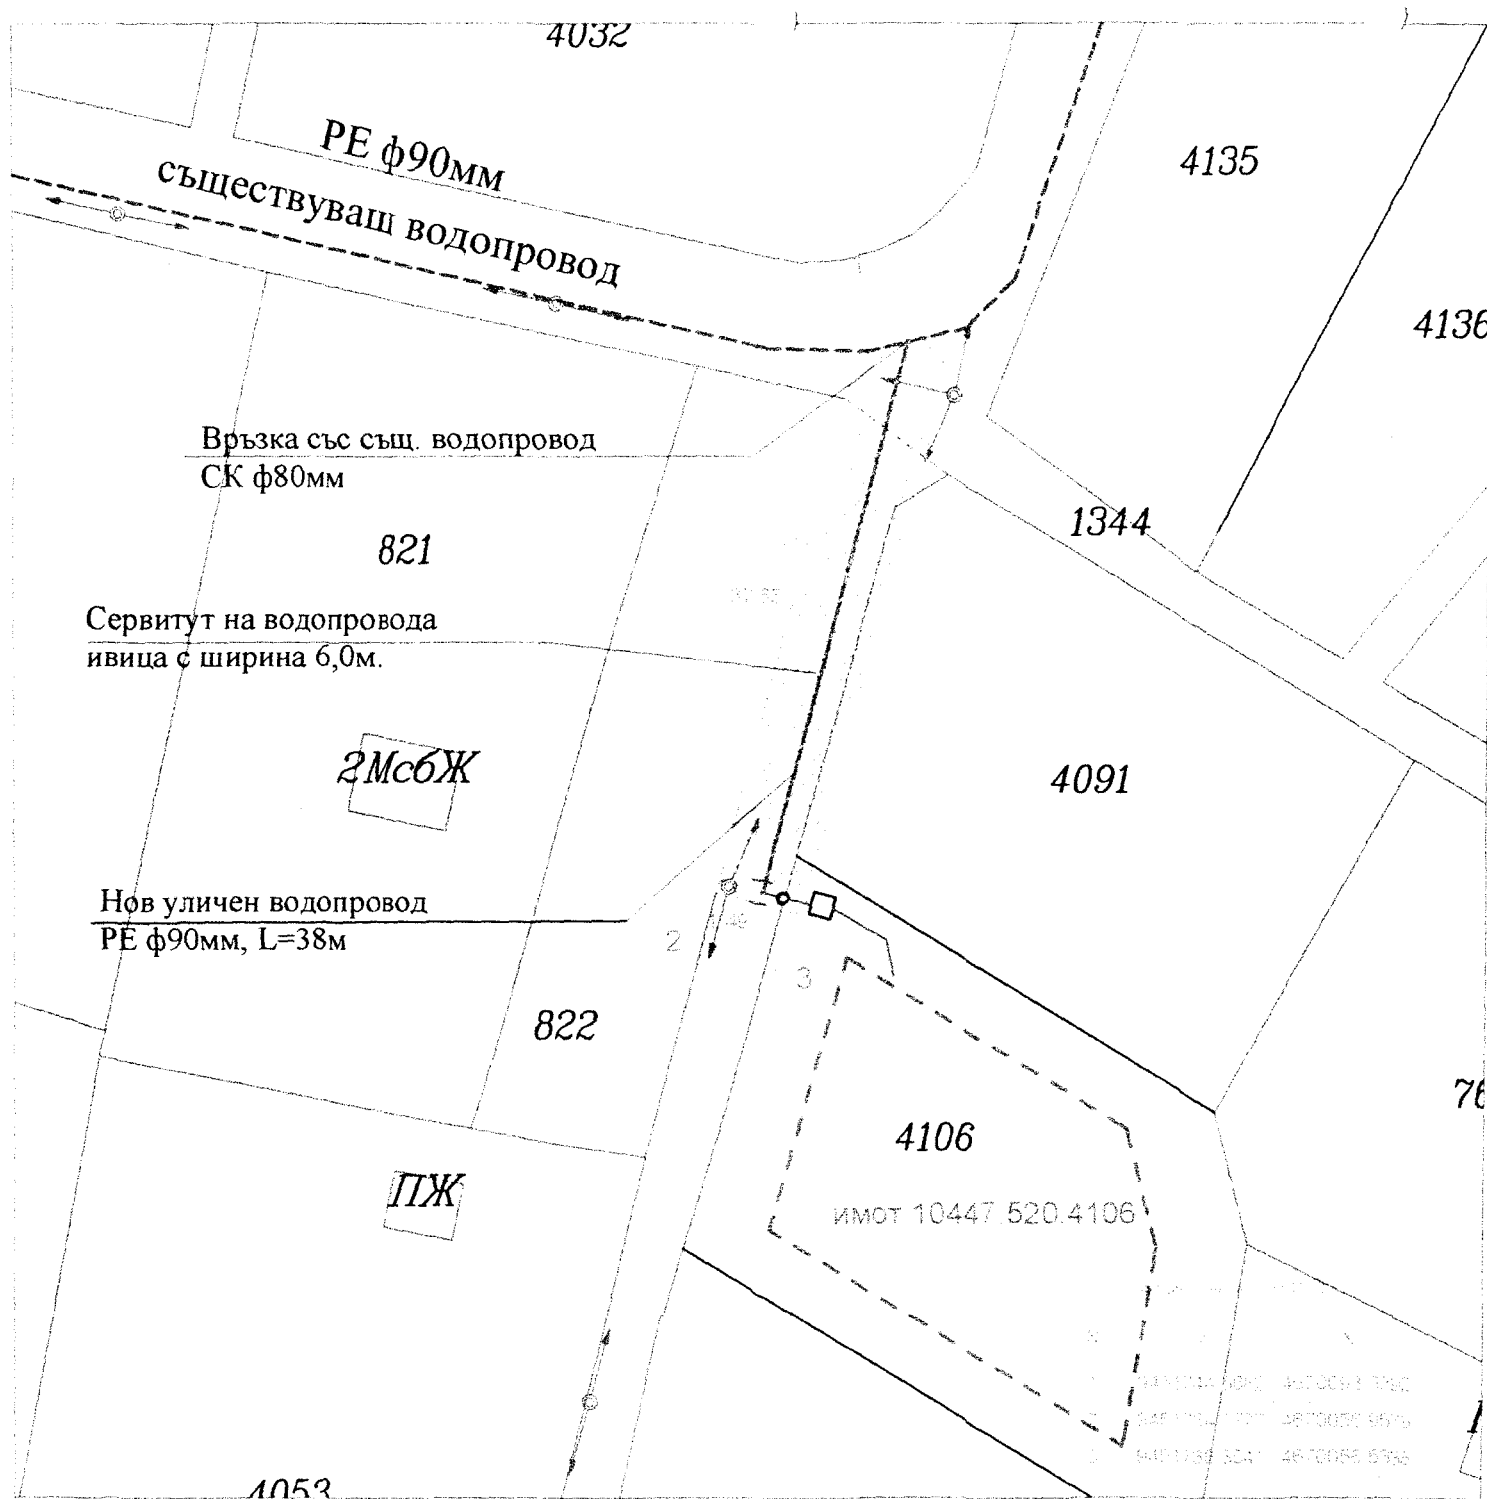 4032
PE ф90мм
съществуващ водопровод
4135
4136
Връзка със същ. водопровод
СК ф80мм
1344
821
Сервитут на водопровода
ивица с ширина 6,0м.
2МсбЖ
4091
Нов уличен водопровод
PE ф90мм, L=38м
2
3
822
76
4106
ПЖ
имот 10447.520.4106
4053